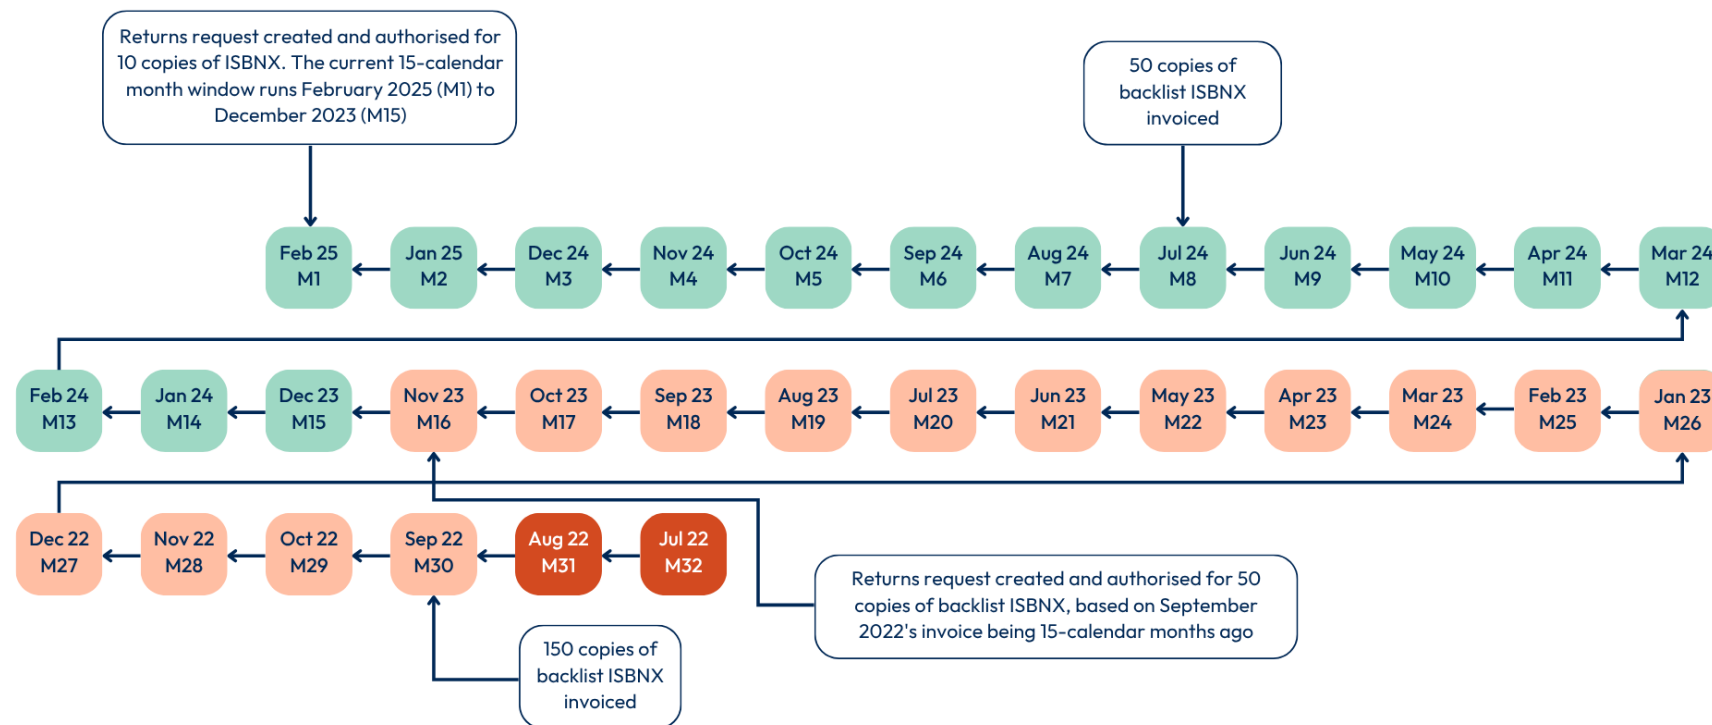 Returns request created and authorised for
10 copies of ISBNX. The current 15-calendar
month window runs February 2025 (M1) to
December 2023 (M15)
50 copies of
backlist ISBNX
invoiced
Feb 25
M1
Jan 25
M2
Dec 24
M3
Nov 24
M4
Oct 24
M5
Sep 24
M6
Aug 24
M7
Jul 24
M8
Jun 24
M9
May 24
M10
Apr 24
M11
Mar 24
M12
Feb 24
M13
Jan 24
M14
Dec 23
M15
Nov 23
M16
Oct 23
M17
Sep 23
M18
Aug 23
M19
Jul 23
M20
Jun 23
M21
May 23
M22
Apr 23
M23
Mar 23
M24
Feb 23
M25
Jan 23
M26
Dec 22
M27
Nov 22
M28
Oct 22
M29
Sep 22
M30
Aug 22
M31
Jul 22
M32
Returns request created and authorised for 50
copies of backlist ISBNX, based on September
2022's invoice being 15-calendar months ago
150 copies of
backlist ISBNX
invoiced